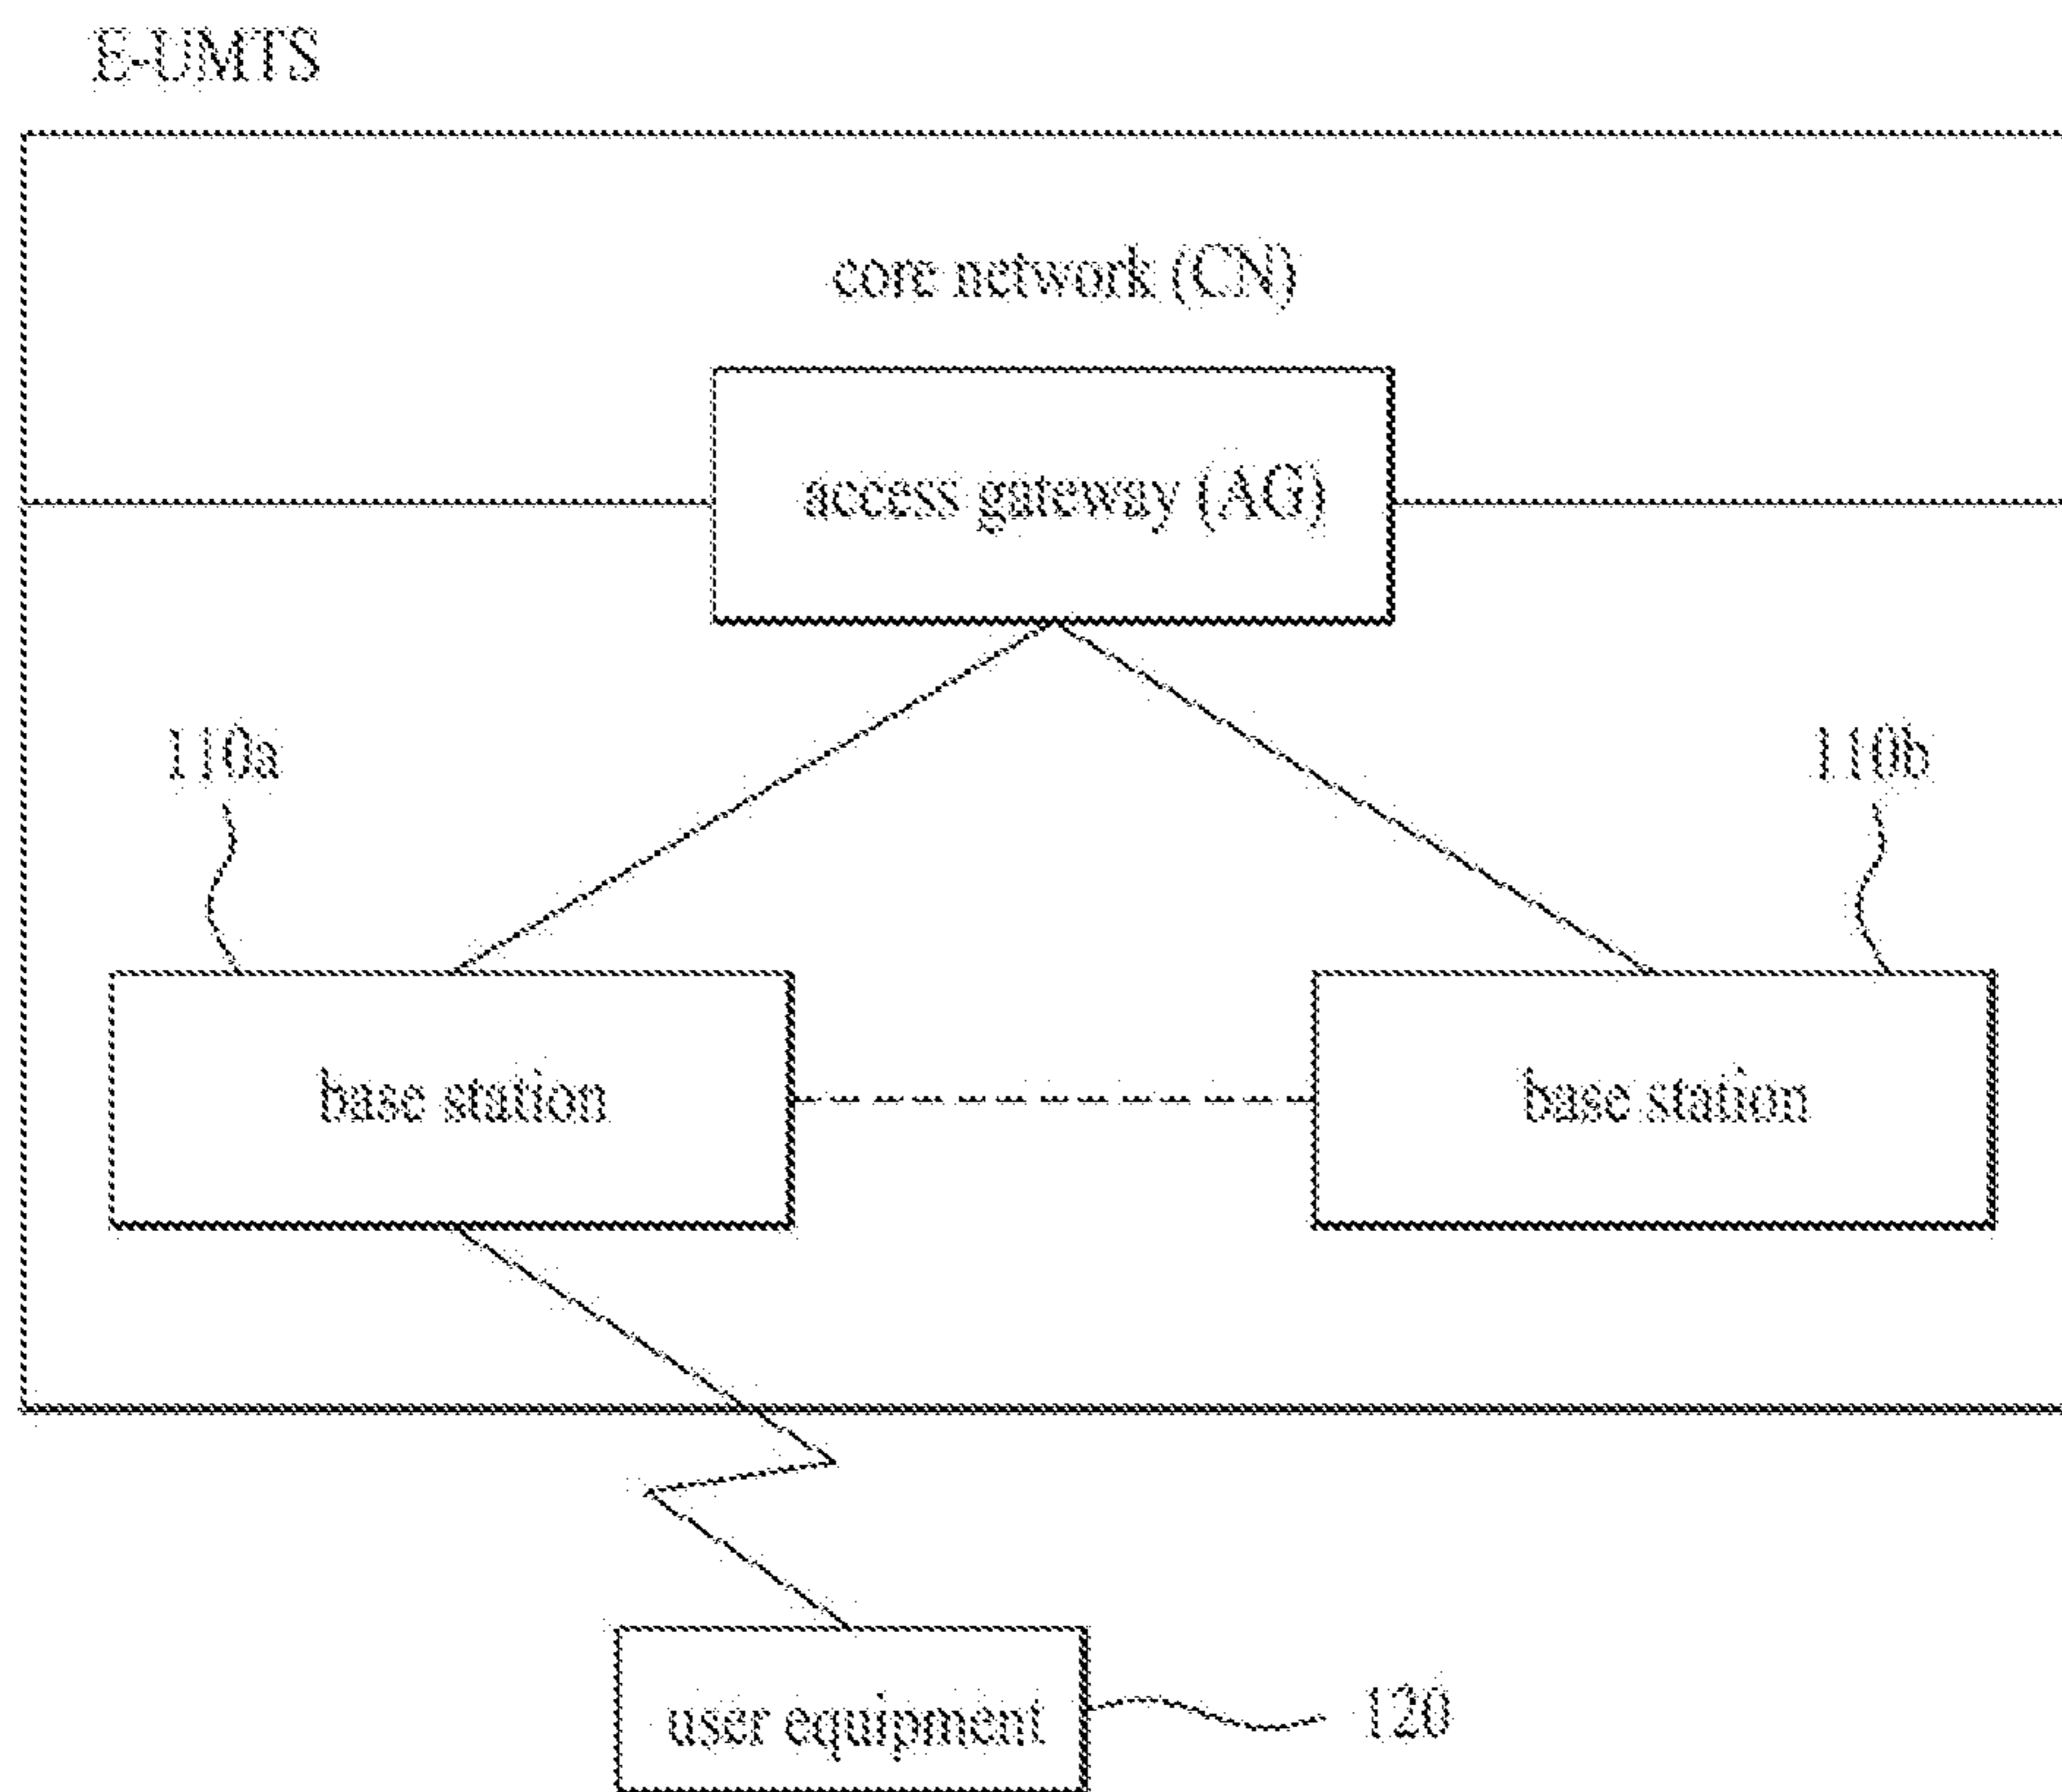 E-UMTS
core network (CN)
access gateway (AG)
110a
110b
base station
base station
user equipment
120